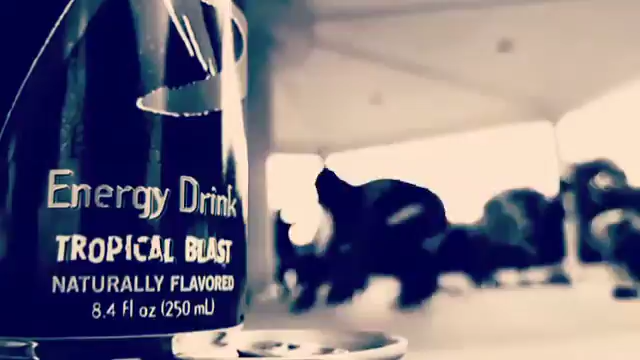 Energy Drink
TROPICAL BLAST
NATURALLY FLAVORED
8.4 fl oz (250 mL)